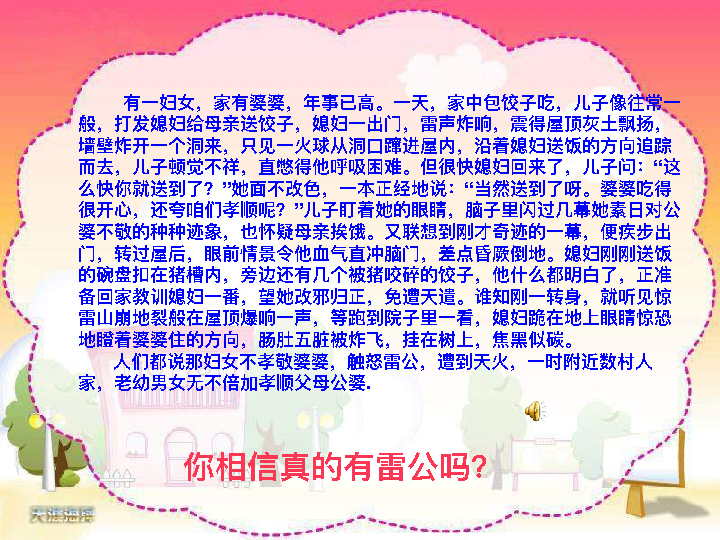 有一妇女，家有婆婆，年事已高。一天，家中包饺子吃，儿子像往常一
般，打发媳妇给母亲送饺子，媳妇一出门，雷声炸响，震得屋顶灰土飘扬，
墙壁炸开一个洞来，只见一火球从洞口蹿进屋内，沿着媳妇送饭的方向追踪
而去，儿子顿觉不祥，直憋得他呼吸困难。但很快媳妇回来了，儿子问：“这
么快你就送到了？”她面不改色，一本正经地说：“当然送到了呀。婆婆吃得
很开心，还夸咱们孝顺呢？”儿子盯着她的眼睛，脑子里闪过几幕她素日对公
婆不敬的种种迹象，也怀疑母亲挨饿。又联想到刚才奇迹的一幕，便疾步出
门，转过屋后，眼前情景令他血气直冲脑门，差点昏厥倒地。媳妇刚刚送饭
的碗盘扣在猪槽内，旁边还有几个被猪咬碎的饺子，他什么都明白了，正准
备回家教训媳妇一番，望她改邪归正，免遭天谴。谁知刚一转身，就听见惊
雷山崩地裂般在屋顶爆响一声，等跑到院子里一看，媳妇跪在地上眼睛惊恐
地瞪着婆婆住的方向，肠肚五脏被炸飞，挂在树上，焦黑似碳。
人们都说那妇女不孝敬婆婆，触怒雷公，遭到天火，一时附近数村人
家，老幼男女无不倍加孝顺父母公婆.
你相信真的有雷公吗？